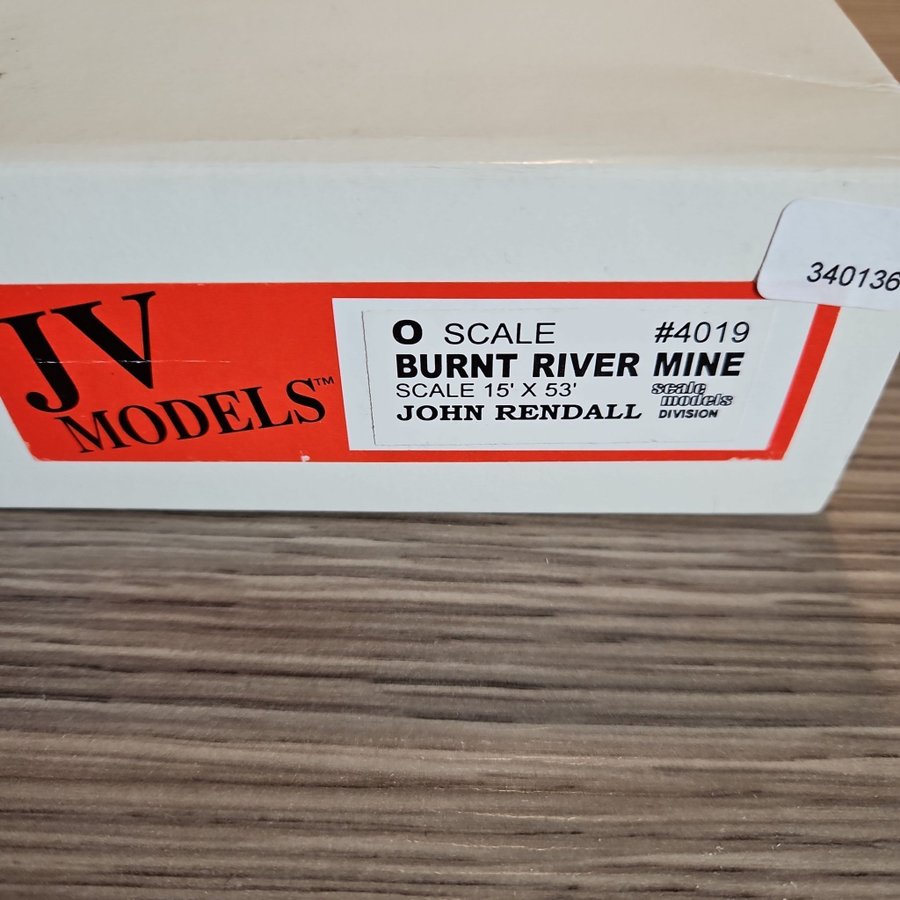 340136
JV
MODELS™
O SCALE #4019
BURNT RIVER MINE
SCALE 15' X 53'
JOHN RENDALL
scale
models
DIVISION